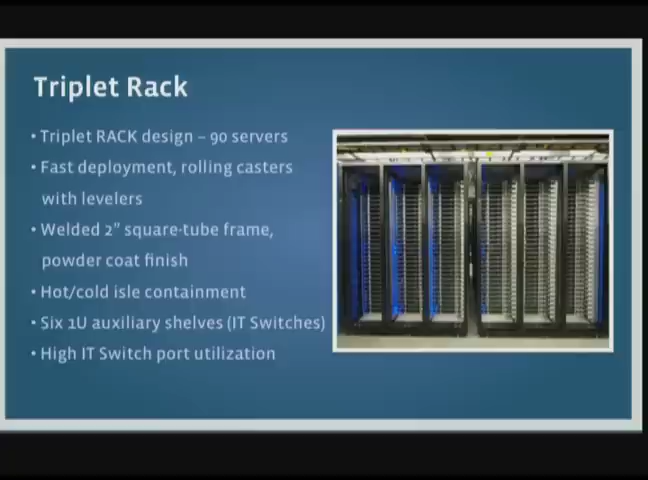 Triplet Rack
• Triplet RACK design – 90 servers
• Fast deployment, rolling casters
with levelers
• Welded 2” square-tube frame,
powder coat finish
• Hot/cold isle containment
• Six 1U auxiliary shelves (IT Switches)
• High IT Switch port utilization